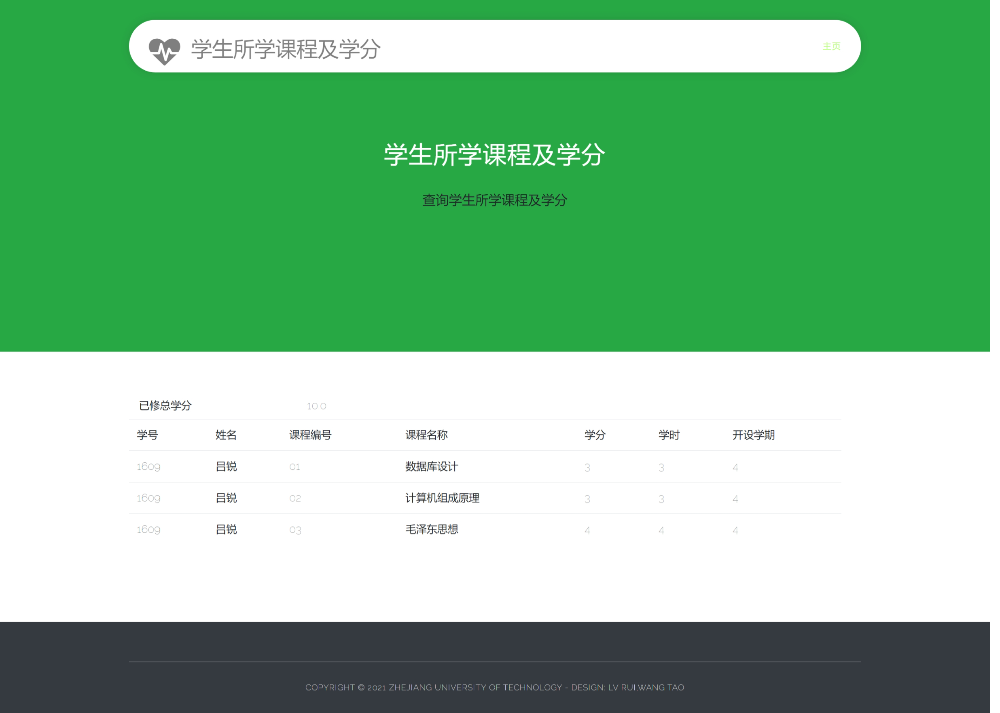 学生所学课程及学分
主页
学生所学课程及学分
查询学生所学课程及学分
已修总学分 10.0
学号 姓名 课程编号 课程名称 学分 学时 开设学期
1609 吕锐 01 数据库设计 3 3 4
1609 吕锐 02 计算机组成原理 3 3 4
1609 吕锐 03 毛泽东思想 4 4 4
COPYRIGHT © 2021 ZHEJIANG UNIVERSITY OF TECHNOLOGY - DESIGN: LV RUI,WANG TAO